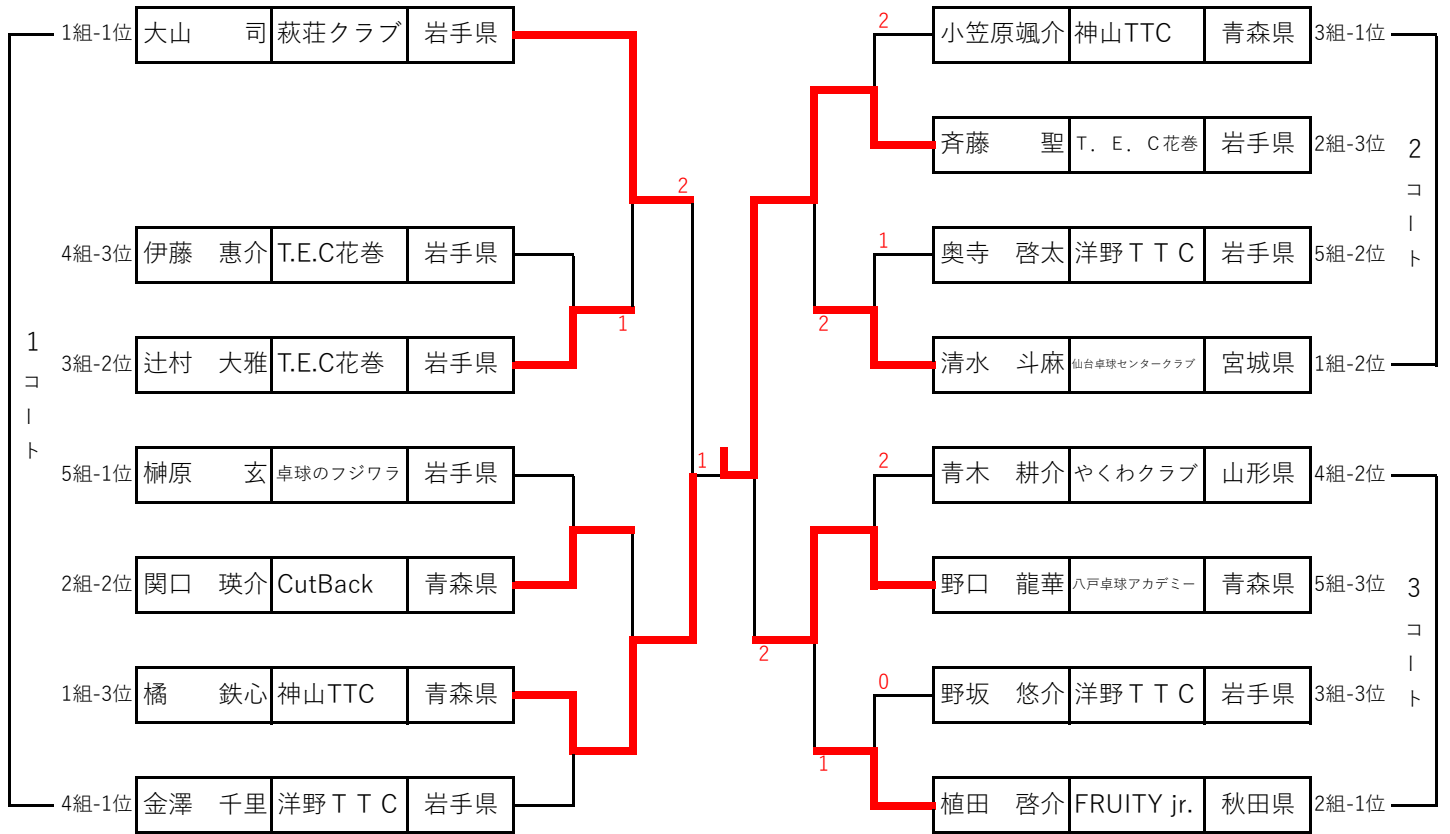 1組-1位 大山 司 萩荘クラブ 岩手県
4組-3位 伊藤 惠介 T.E.C花巻 岩手県
1
3組-2位 辻村 大雅 T.E.C花巻 岩手県
1コート
2
5組-1位 榊原 玄 卓球のフジワラ 岩手県
2組-2位 関口 瑛介 CutBack 青森県
1組-3位 橘 鉄心 神山TTC 青森県
4組-1位 金澤 千里 洋野ＴＴＣ 岩手県
1
2
小笠原颯介 神山TTC 青森県 3組-1位
斉藤 聖 Ｔ．Ｅ．Ｃ花巻 岩手県 2組-3位
2コート
1
奥寺 啓太 洋野ＴＴＣ 岩手県 5組-2位
2
清水 斗麻 仙台卓球センタークラブ 宮城県 1組-2位
2
青木 耕介 やくわクラブ 山形県 4組-2位
野口 龍華 八戸卓球アカデミー 青森県 5組-3位
3コート
2
0
野坂 悠介 洋野ＴＴＣ 岩手県 3組-3位
1
植田 啓介 FRUITY jr. 秋田県 2組-1位